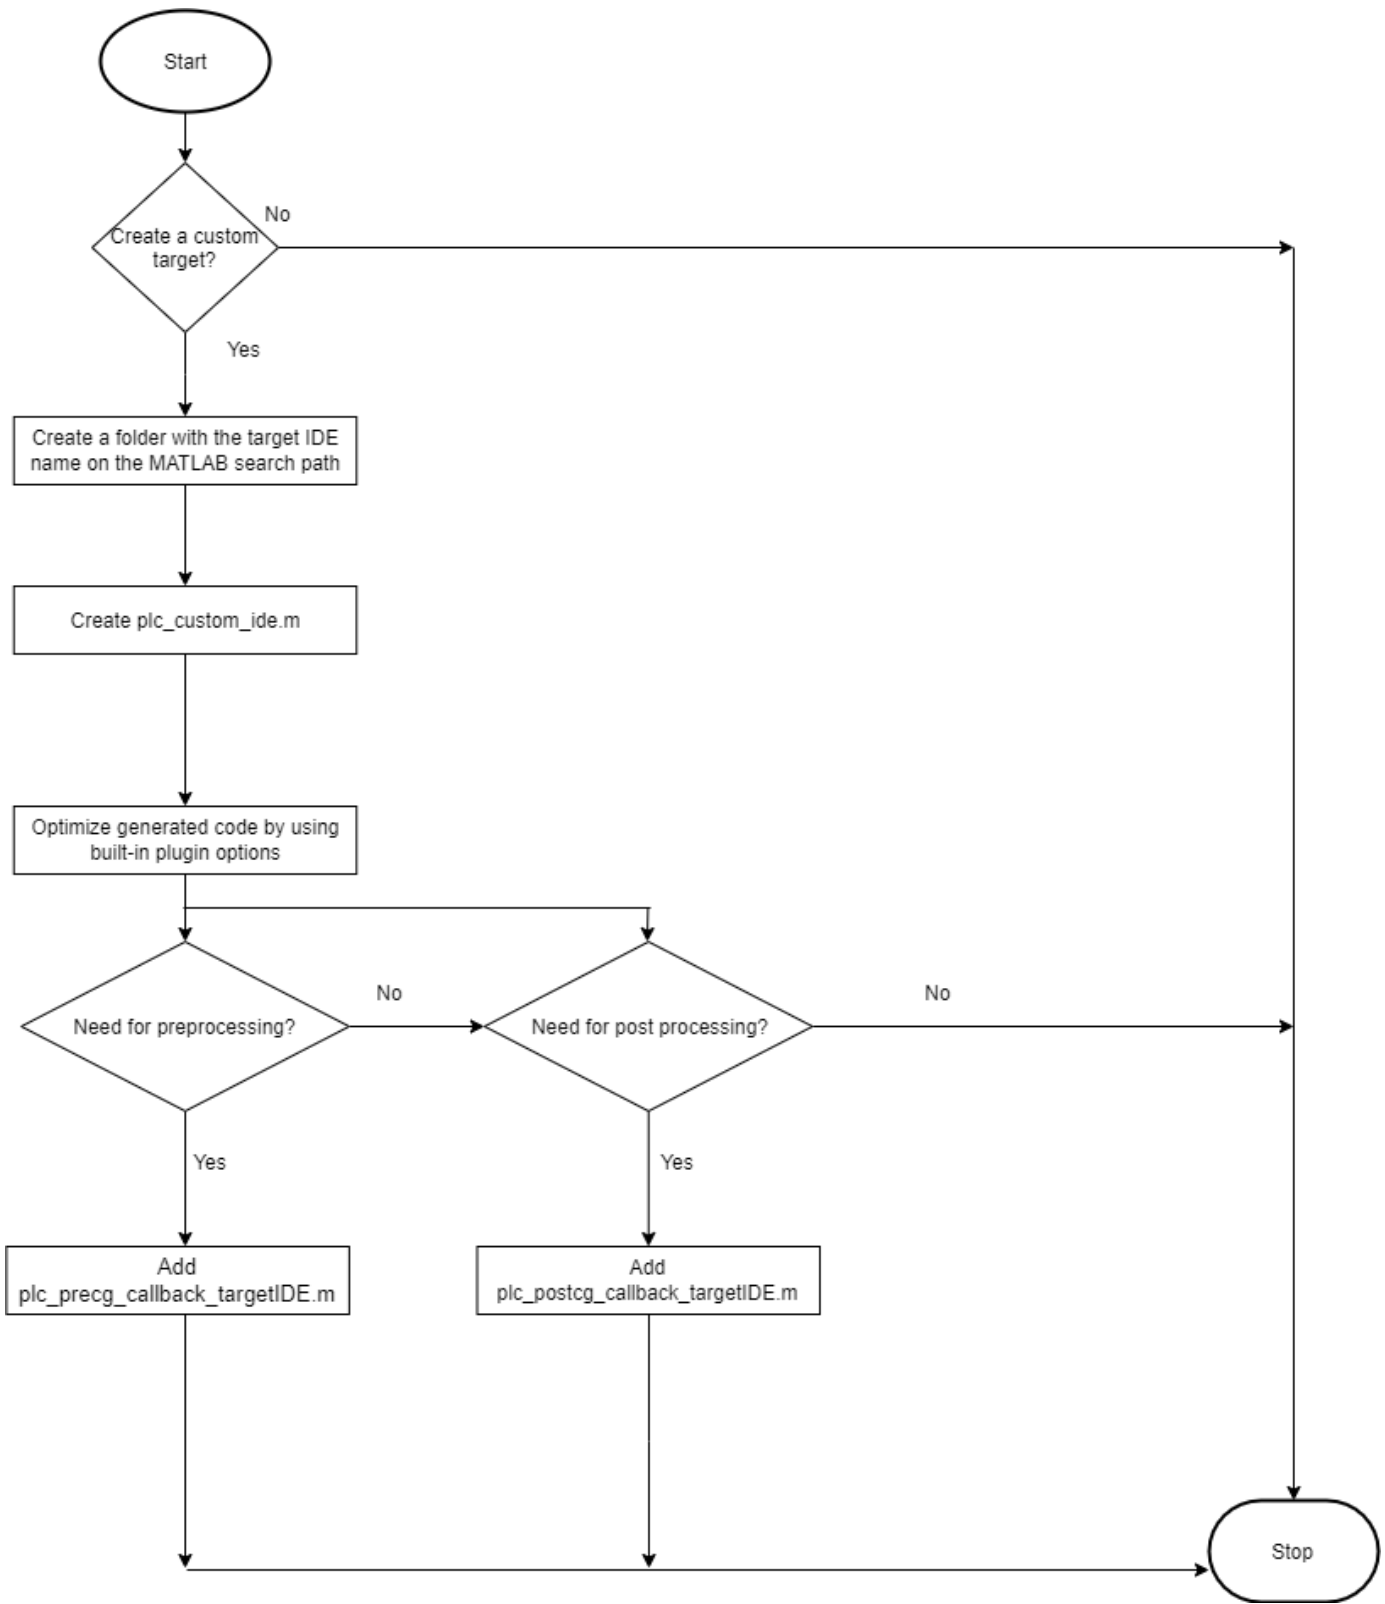 Start
No
Create a custom
target?
Yes
Create a folder with the target IDE
name on the MATLAB search path
Create plc_custom_ide.m
Optimize generated code by using
built-in plugin options
No
No
Need for preprocessing?
Need for post processing?
Yes
Yes
Add
plc_precg_callback_targetIDE.m
Add
plc_postcg_callback_targetIDE.m
Stop